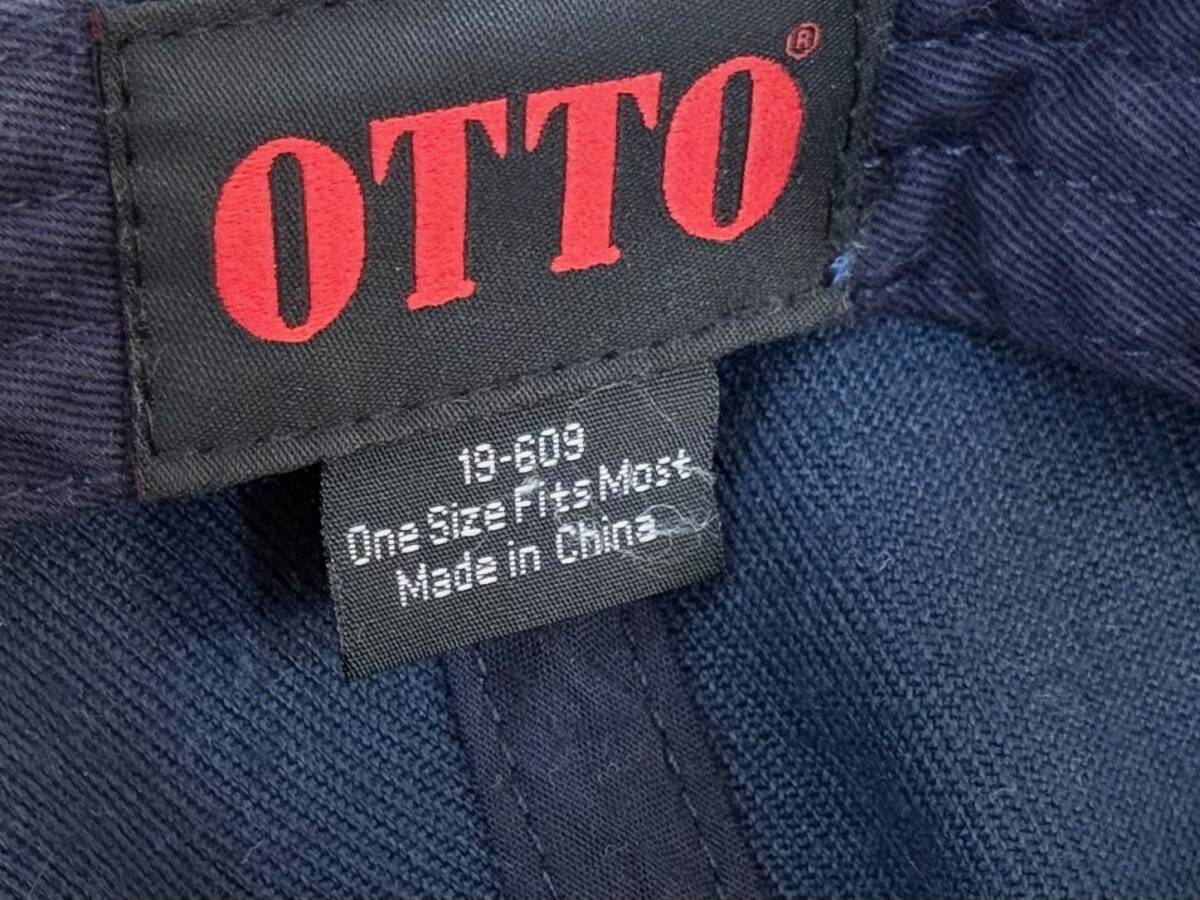 OTTO®
19-609
One Size Fits Most
Made in China